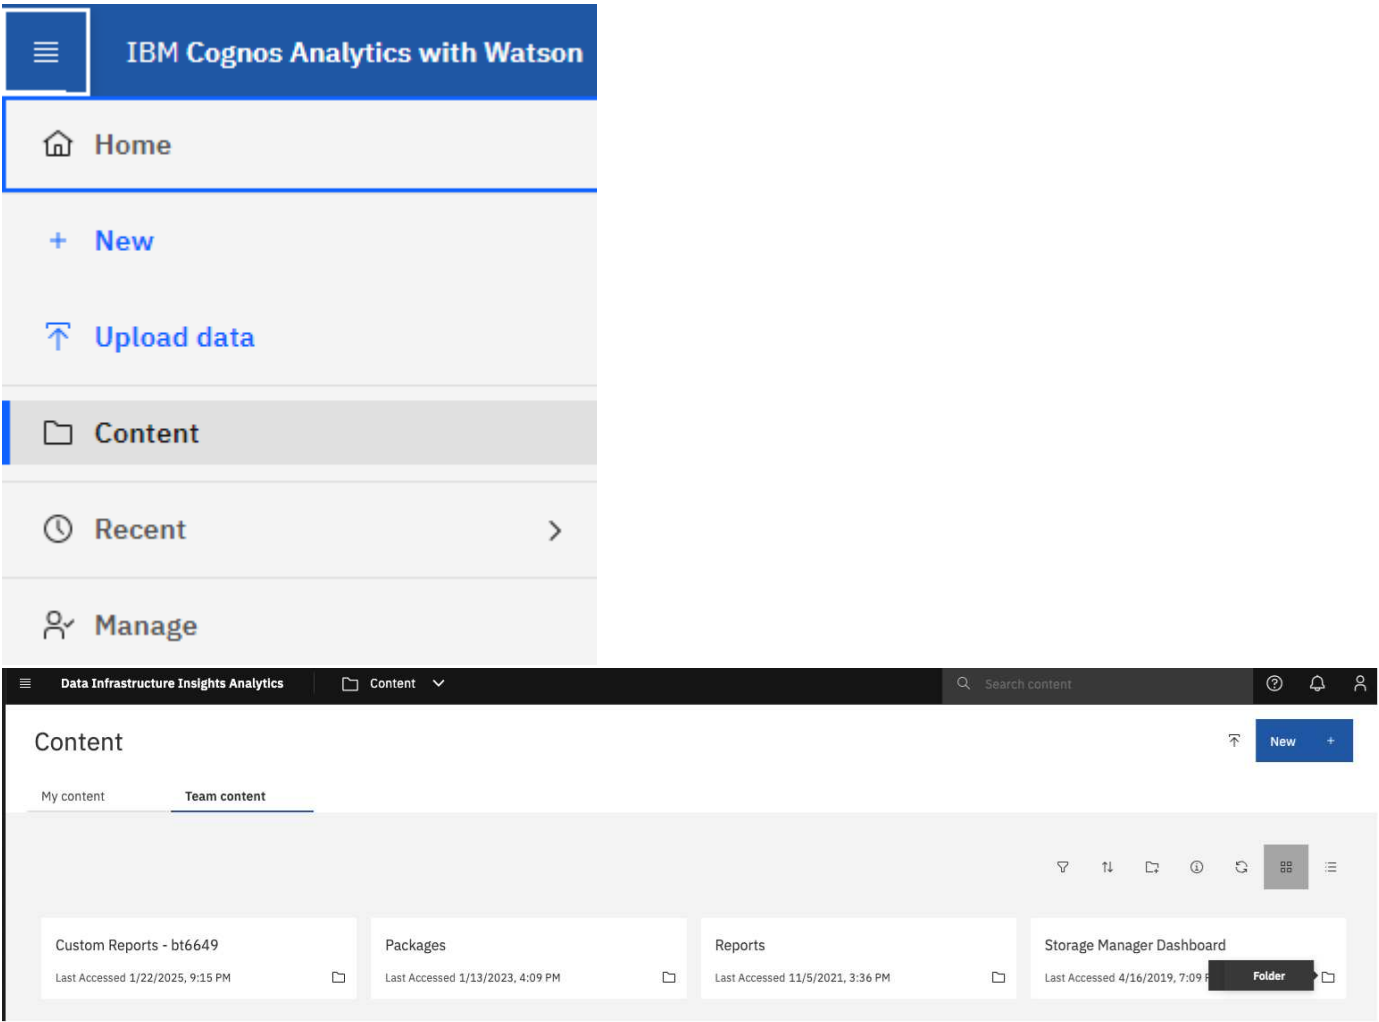 IBM Cognos Analytics with Watson
Home
+ New
Upload data
Content
Recent
Manage
Data Infrastructure Insights Analytics
Content
Search content
Content
New +
My content
Team content
Custom Reports - bt6649
Last Accessed 1/22/2025, 9:15 PM
Packages
Last Accessed 1/13/2023, 4:09 PM
Reports
Last Accessed 11/5/2021, 3:36 PM
Storage Manager Dashboard
Last Accessed 4/16/2019, 7:09
Folder